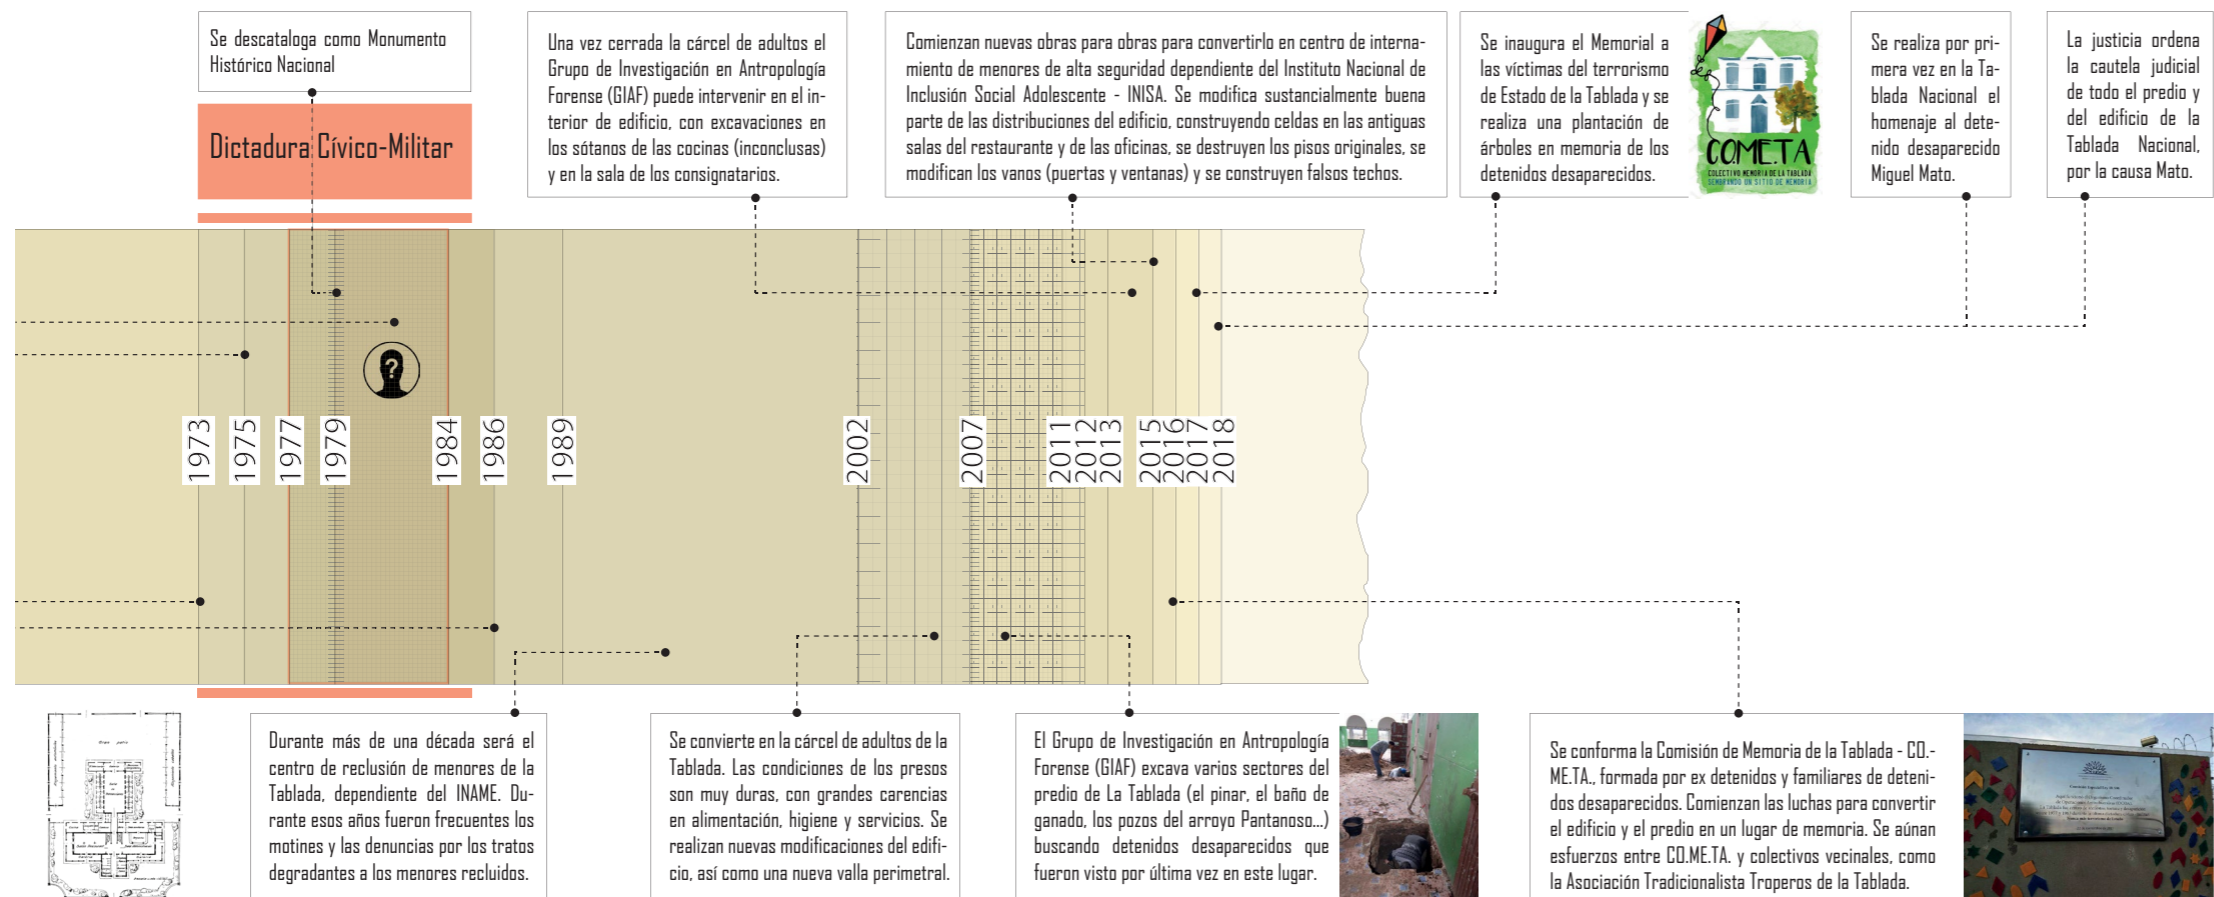 Se descataloga como Monumento
Histórico Nacional
Dictadura Cívico-Militar
Una vez cerrada la cárcel de adultos el
Grupo de Investigación en Antropología
Forense (GIAF) puede intervenir en el in-
terior de edificio, con excavaciones en
los sótanos de las cocinas (inconclusas)
y en la sala de los consignatarios.
Comienzan nuevas obras para obras para convertirlo en centro de interna-
miento de menores de alta seguridad dependiente del Instituto Nacional de
Inclusión Social Adolescente - INISA. Se modifica sustancialmente buena
parte de las distribuciones del edificio, construyendo celdas en las antiguas
salas del restaurante y de las oficinas, se destruyen los pisos originales, se
modifican los vanos (puertas y ventanas) y se construyen falsos techos.
Se inaugura el Memorial a
las víctimas del terrorismo
de Estado de la Tablada y se
realiza una plantación de
árboles en memoria de los
detenidos desaparecidos.
CO.ME.TA
COLECTIVO MEMORIA DE LA TABLADA
SEMBRANDO UN SITIO DE MEMORIA
Se realiza por pri-
mera vez en la Ta-
blada Nacional el
homenaje al dete-
nido desaparecido
Miguel Mato.
La justicia ordena
la cautela judicial
de todo el predio y
del edificio de la
Tablada Nacional,
por la causa Mato.
?
1973
1975
1977
1979
1984
1986
1989
2002
2007
2011
2012
2013
2015
2016
2017
2018
Gran patio
Durante más de una década será el
centro de reclusión de menores de la
Tablada, dependiente del INAME. Du-
rante esos años fueron frecuentes los
motines y las denuncias por los tratos
degradantes a los menores recluidos.
Se convierte en la cárcel de adultos de la
Tablada. Las condiciones de los presos
son muy duras, con grandes carencias
en alimentación, higiene y servicios. Se
realizan nuevas modificaciones del edifi-
cio, así como una nueva valla perimetral.
El Grupo de Investigación en Antropología
Forense (GIAF) excava varios sectores del
predio de La Tablada (el pinar, el baño de
ganado, los pozos del arroyo Pantanoso...)
buscando detenidos desaparecidos que
fueron visto por última vez en este lugar.
Se conforma la Comisión de Memoria de la Tablada - CO.-
ME.TA., formada por ex detenidos y familiares de deteni-
dos desaparecidos. Comienzan las luchas para convertir
el edificio y el predio en un lugar de memoria. Se aúnan
esfuerzos entre CO.ME.TA. y colectivos vecinales, como
la Asociación Tradicionalista Troperos de la Tablada.